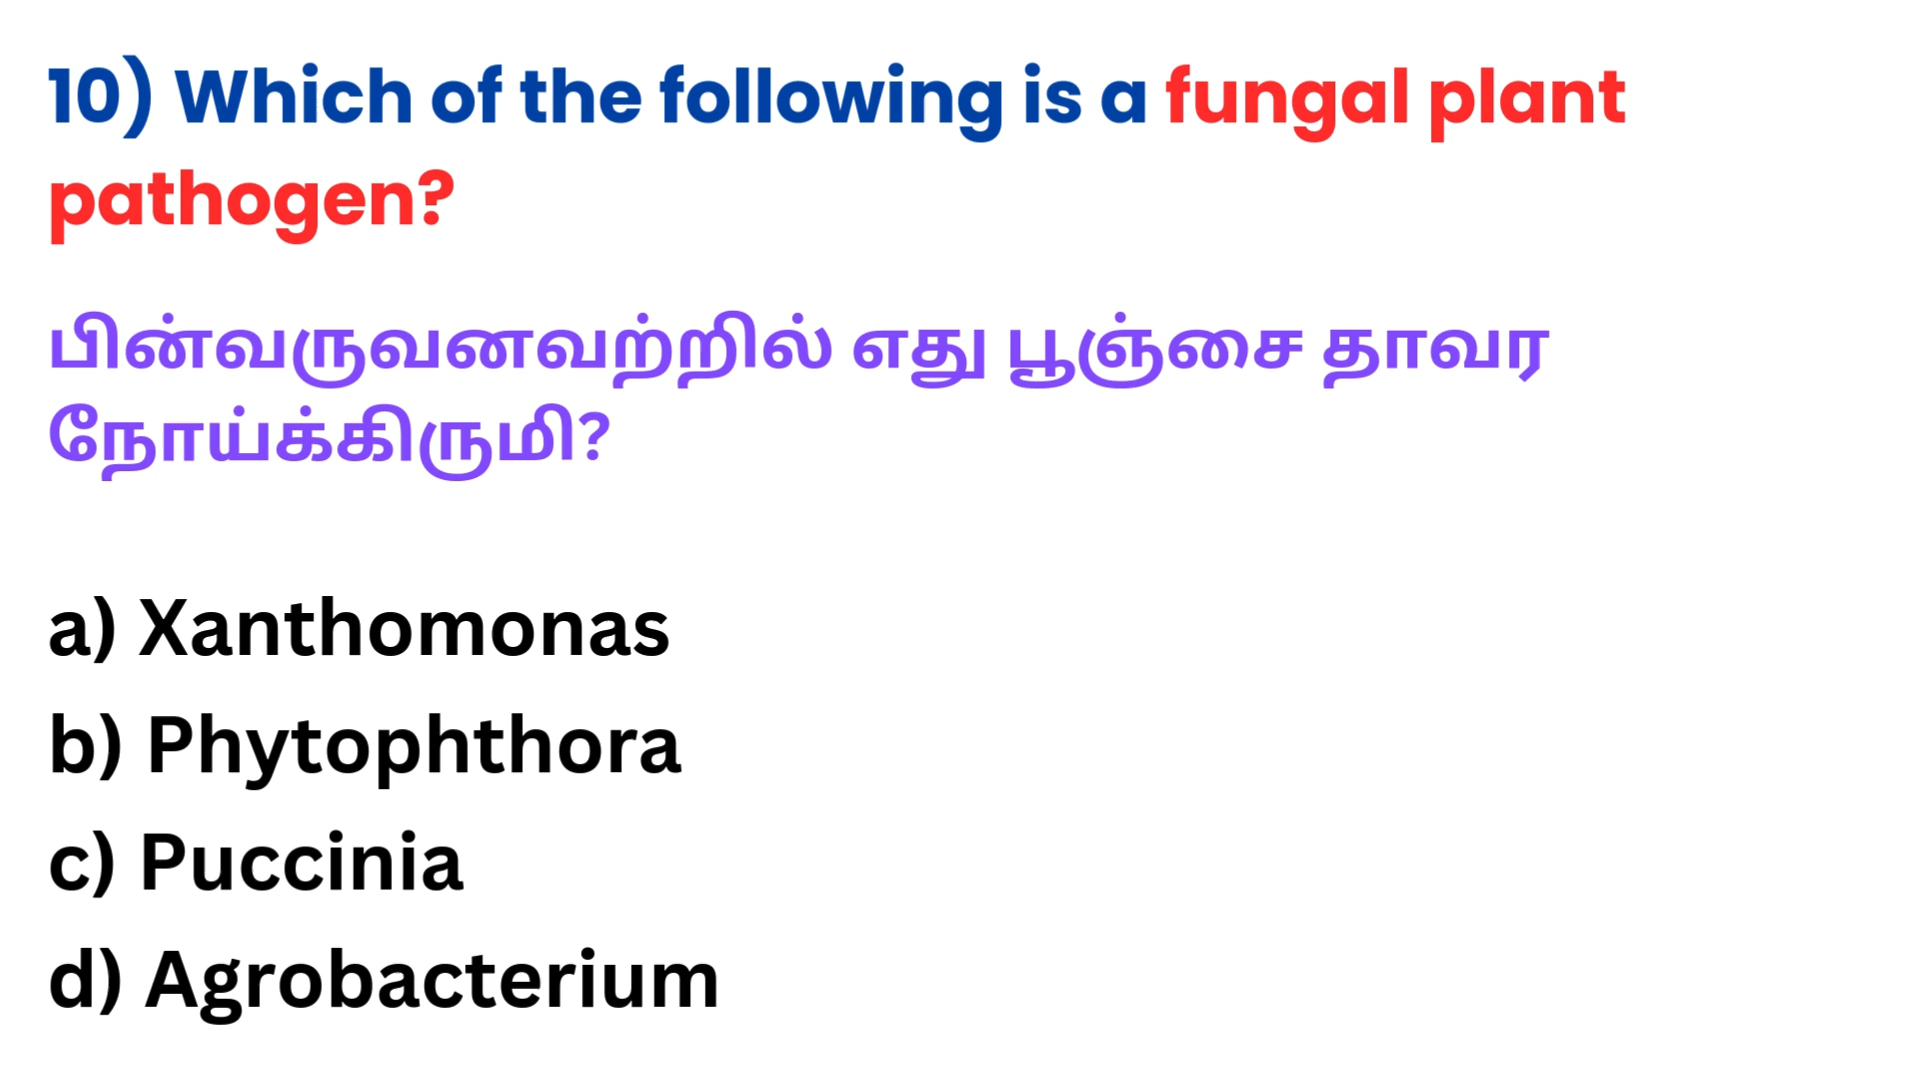 10) Which of the following is a fungal plant
pathogen?
பின்வருவனவற்றில் எது பூஞ்சை தாவர
நோய்க்கிருமி?
a) Xanthomonas
b) Phytophthora
c) Puccinia
d) Agrobacterium